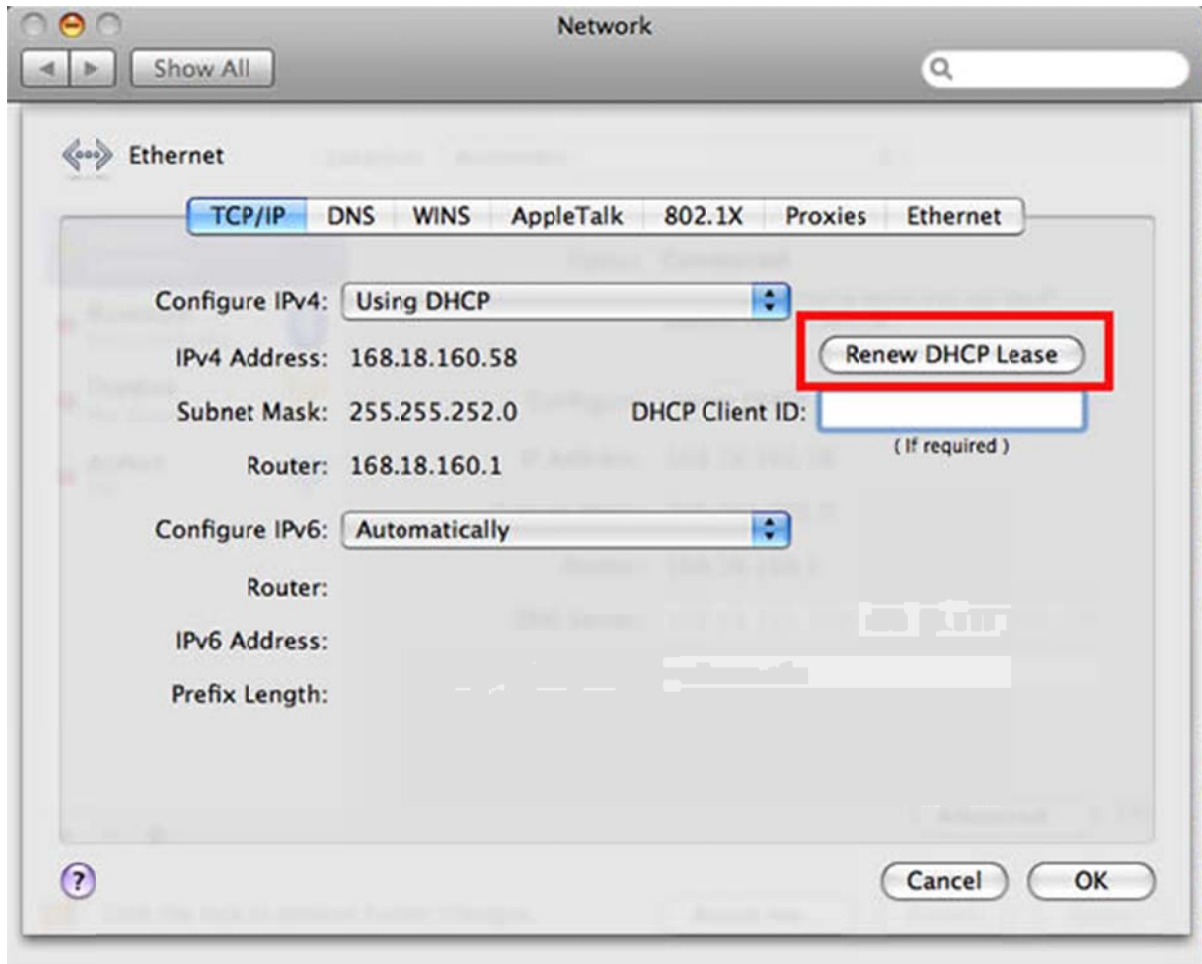 Network
Show All
Ethernet
TCP/IP DNS WINS AppleTalk 802.1X Proxies Ethernet
Configure IPv4: Using DHCP
IPv4 Address: 168.18.160.58 Renew DHCP Lease
Subnet Mask: 255.255.252.0 DHCP Client ID:
Router: 168.18.160.1 ( If required )
Configure IPv6: Automatically
Router:
IPv6 Address:
Prefix Length:
? Cancel OK